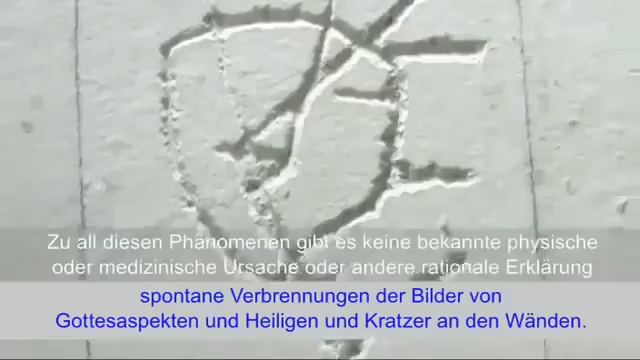 Zu all diesen Phänomenen gibt es keine bekannte physische
oder medizinische Ursache oder andere rationale Erklärung
spontane Verbrennungen der Bilder von
Gottesaspekten und Heiligen und Kratzer an den Wänden.